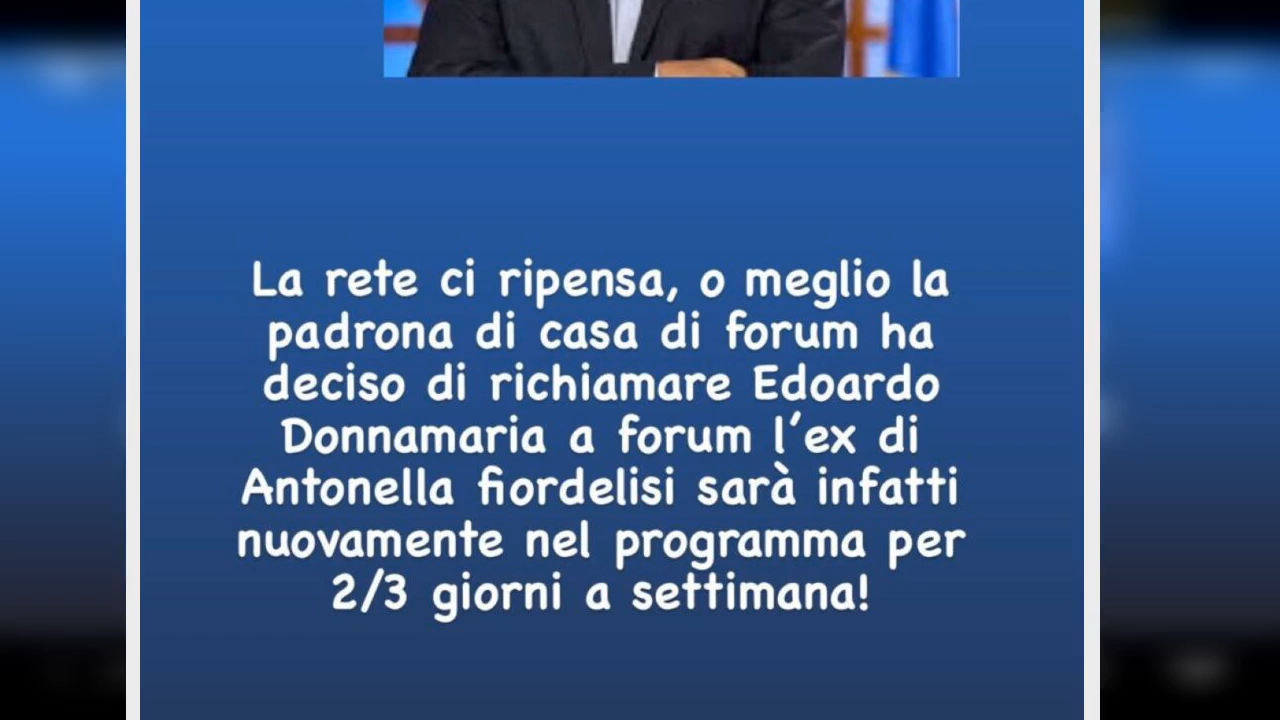 La rete ci ripensa, o meglio la
padrona di casa di forum ha
deciso di richiamare Edoardo
Donnamaria a forum l'ex di
Antonella fiordelisi sarà infatti
nuovamente nel programma per
2/3 giorni a settimana!